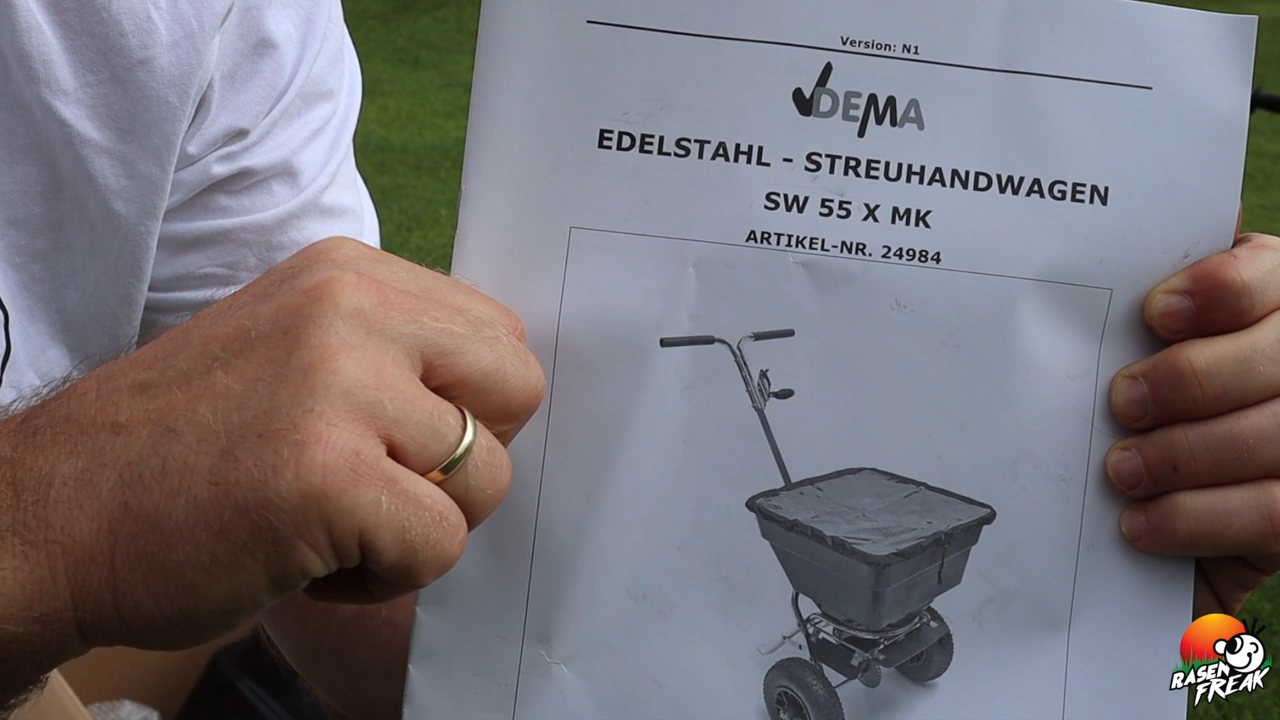 Version: N1
DEMA
EDELSTAHL - STREUHANDWAGEN
SW 55 X MK
ARTIKEL-NR. 24984
RASEN
FREAK